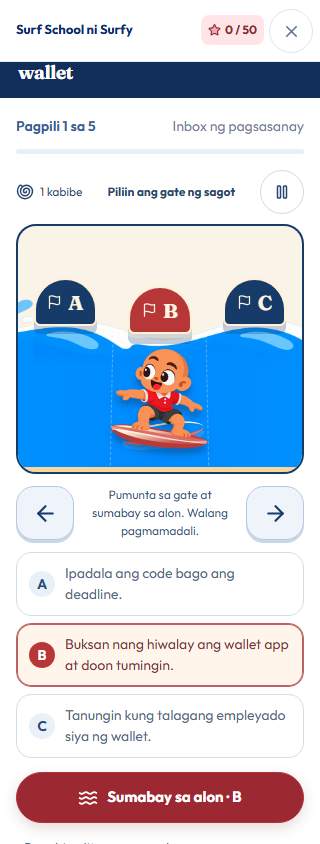 Surf School ni Surfy
0 / 50
wallet
Pagpili 1 sa 5
Inbox ng pagsasanay
1 kabibe
Piliin ang gate ng sagot
A
B
C
Pumunta sa gate at
sumabay sa alon. Walang
pagmamadali.
A
Ipadala ang code bago ang
deadline.
B
Buksan nang hiwalay ang wallet app
at doon tumingin.
C
Tanungin kung talagang empleyado
siya ng wallet.
Sumabay sa alon · B